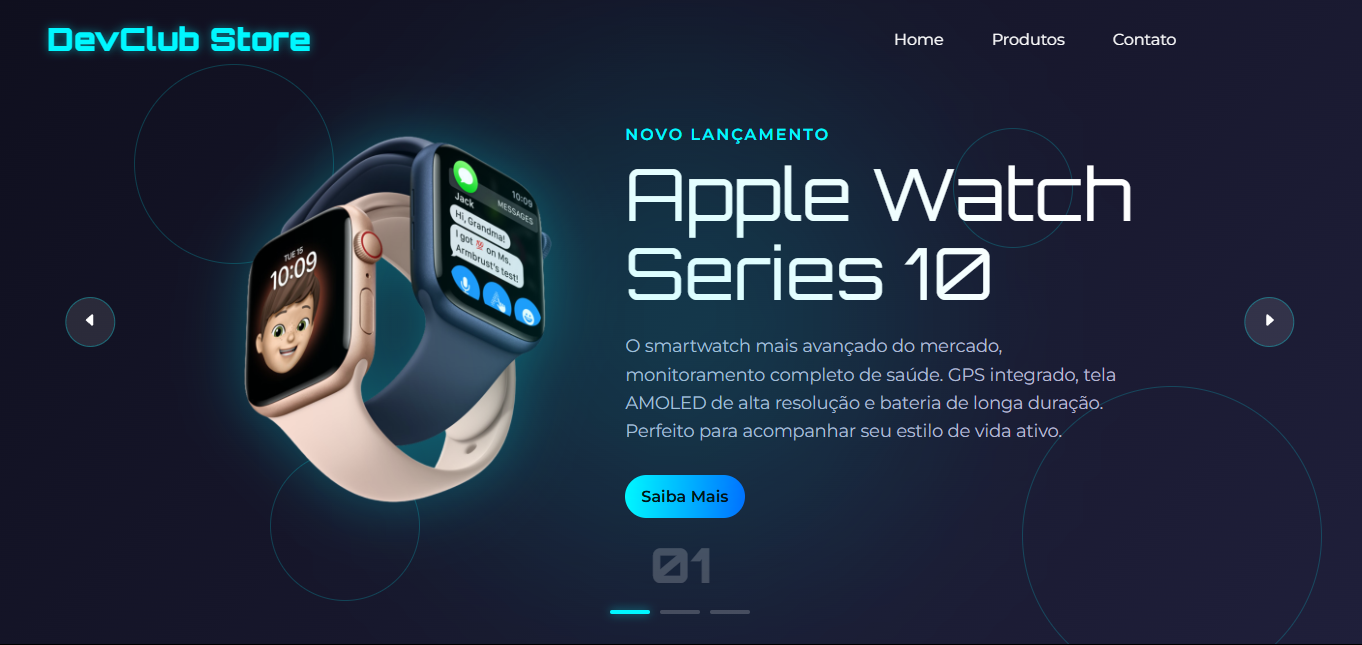 DevClub Store
Home
Produtos
Contato
NOVO LANÇAMENTO
Apple Watch
Series 10
O smartwatch mais avançado do mercado,
monitoramento completo de saúde. GPS integrado, tela
AMOLED de alta resolução e bateria de longa duração.
Perfeito para acompanhar seu estilo de vida ativo.
Saiba Mais
01
TUE 15
10:09
10:09
Jack
MESSAGES
Hi, Grandma!
I got 💯 on Ms.
Armbrust's test!